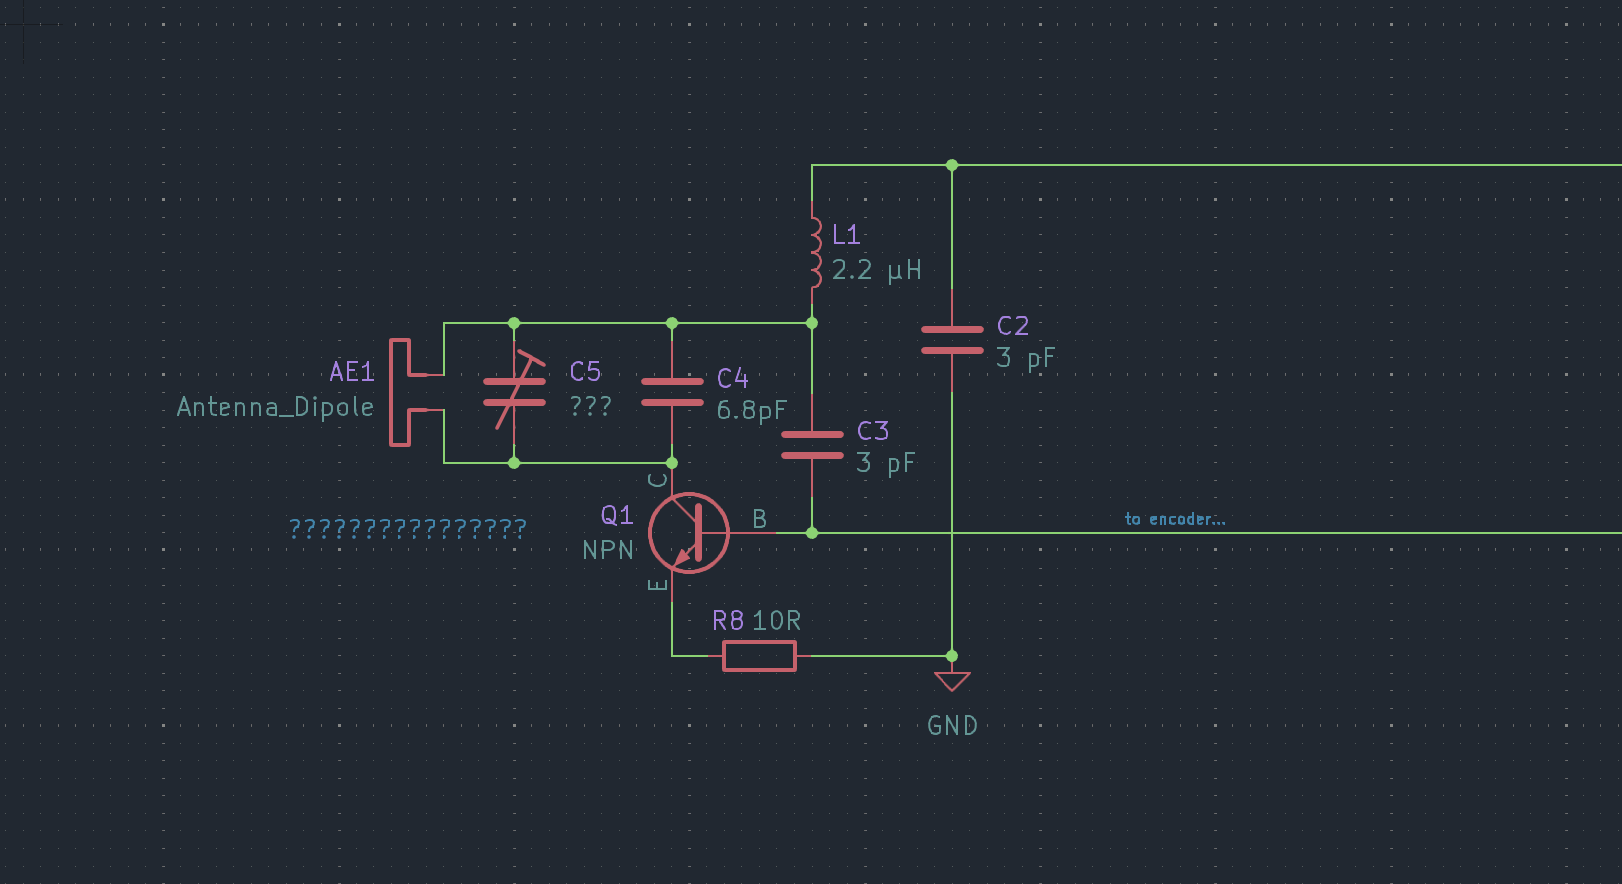 L1
2.2 µH
C2
3 pF
AE1
Antenna_Dipole
C5
???
C4
6.8pF
C3
3 pF
C
Q1
NPN
B
E
????????????????
to encoder...
R8 10R
GND